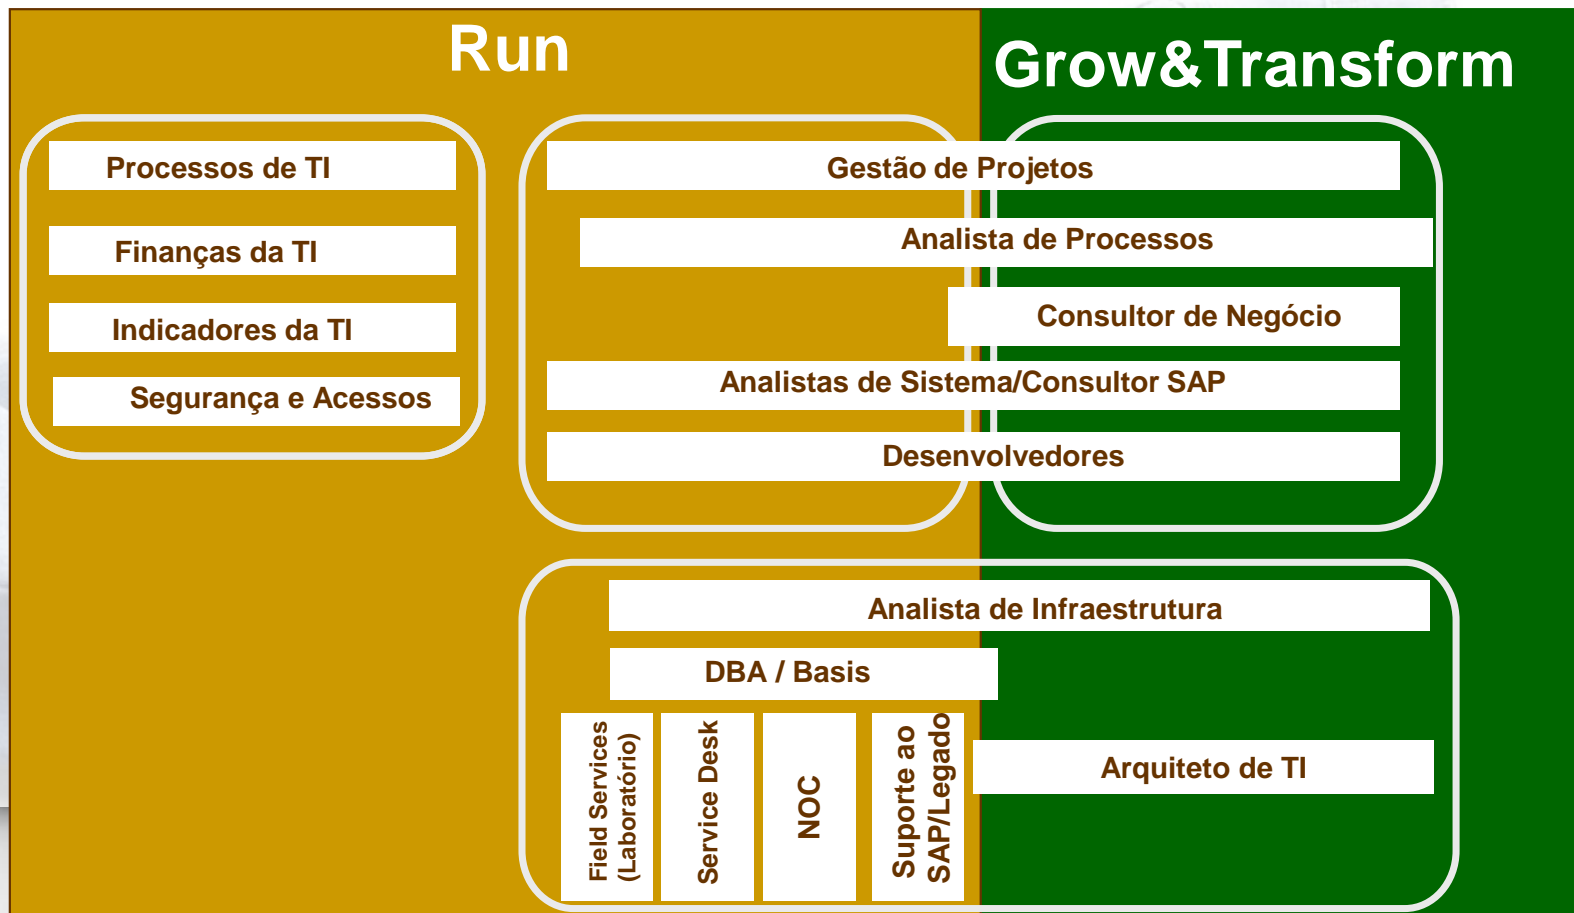 Run
Grow&Transform
Processos de TI
Finanças da TI
Indicadores da TI
Segurança e Acessos
Gestão de Projetos
Analista de Processos
Consultor de Negócio
Analistas de Sistema/Consultor SAP
Desenvolvedores
Analista de Infraestrutura
DBA / Basis
Field Services
(Laboratório)
Service Desk
NOC
Suporte ao
SAP/Legado
Arquiteto de TI